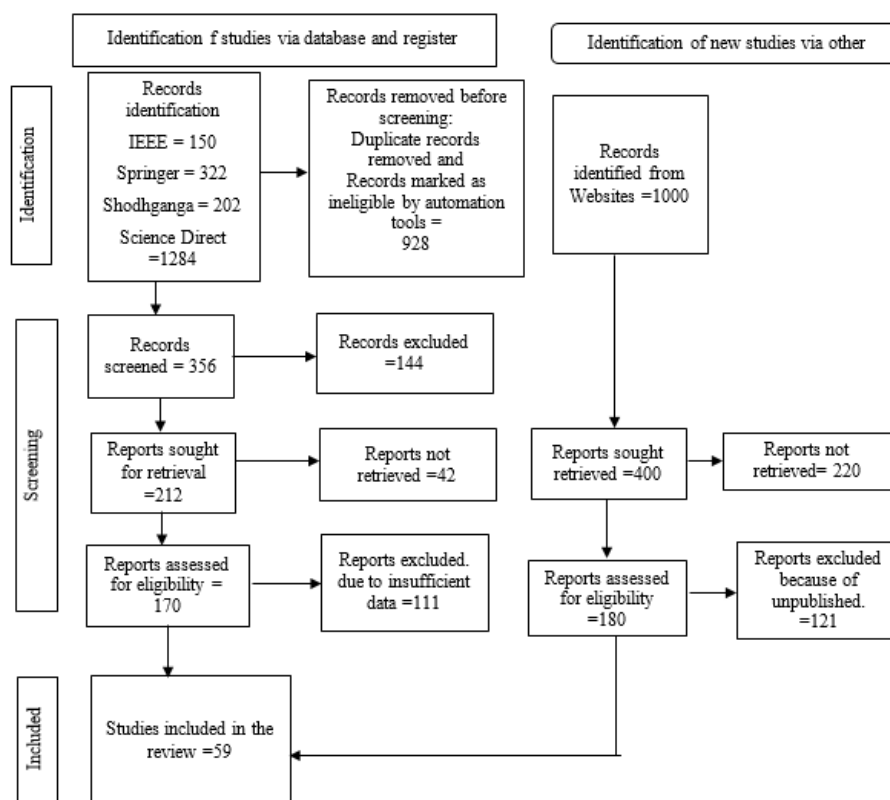 Identification f studies via database and register
Identification of new studies via other
Identification
Records
identification
IEEE = 150
Springer = 322
Shodhganga = 202
Science Direct
=1284
Records removed before
screening:
Duplicate records
removed and
Records marked as
ineligible by automation
tools =
928
Records
identified from
Websites =1000
Screening
Records
screened = 356
Records excluded
=144
Reports sought
for retrieval
=212
Reports not
retrieved =42
Reports sought
retrieved =400
Reports not
retrieved= 220
Reports assessed
for eligibility =
170
Reports excluded.
due to insufficient
data =111
Reports assessed
for eligibility
=180
Reports excluded
because of
unpublished.
=121
Included
Studies included in the
review =59